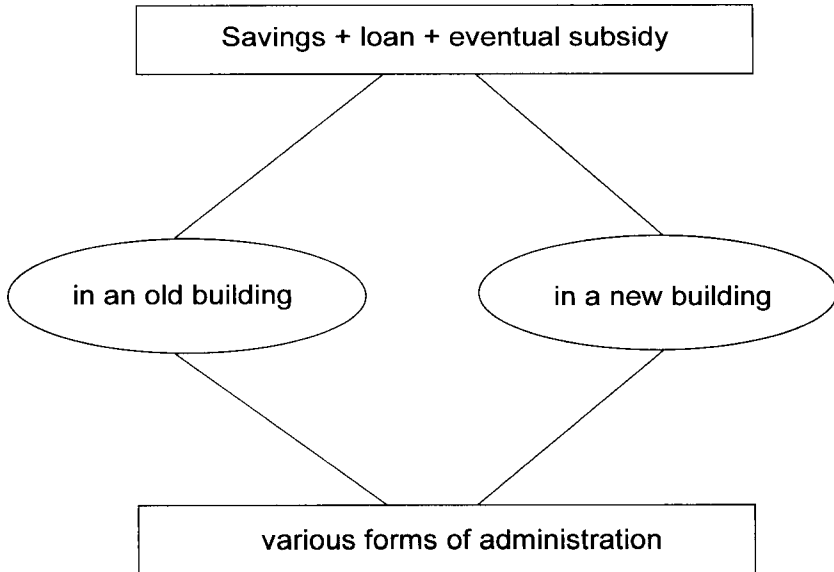 Savings + loan + eventual subsidy
in an old building
in a new building
various forms of administration